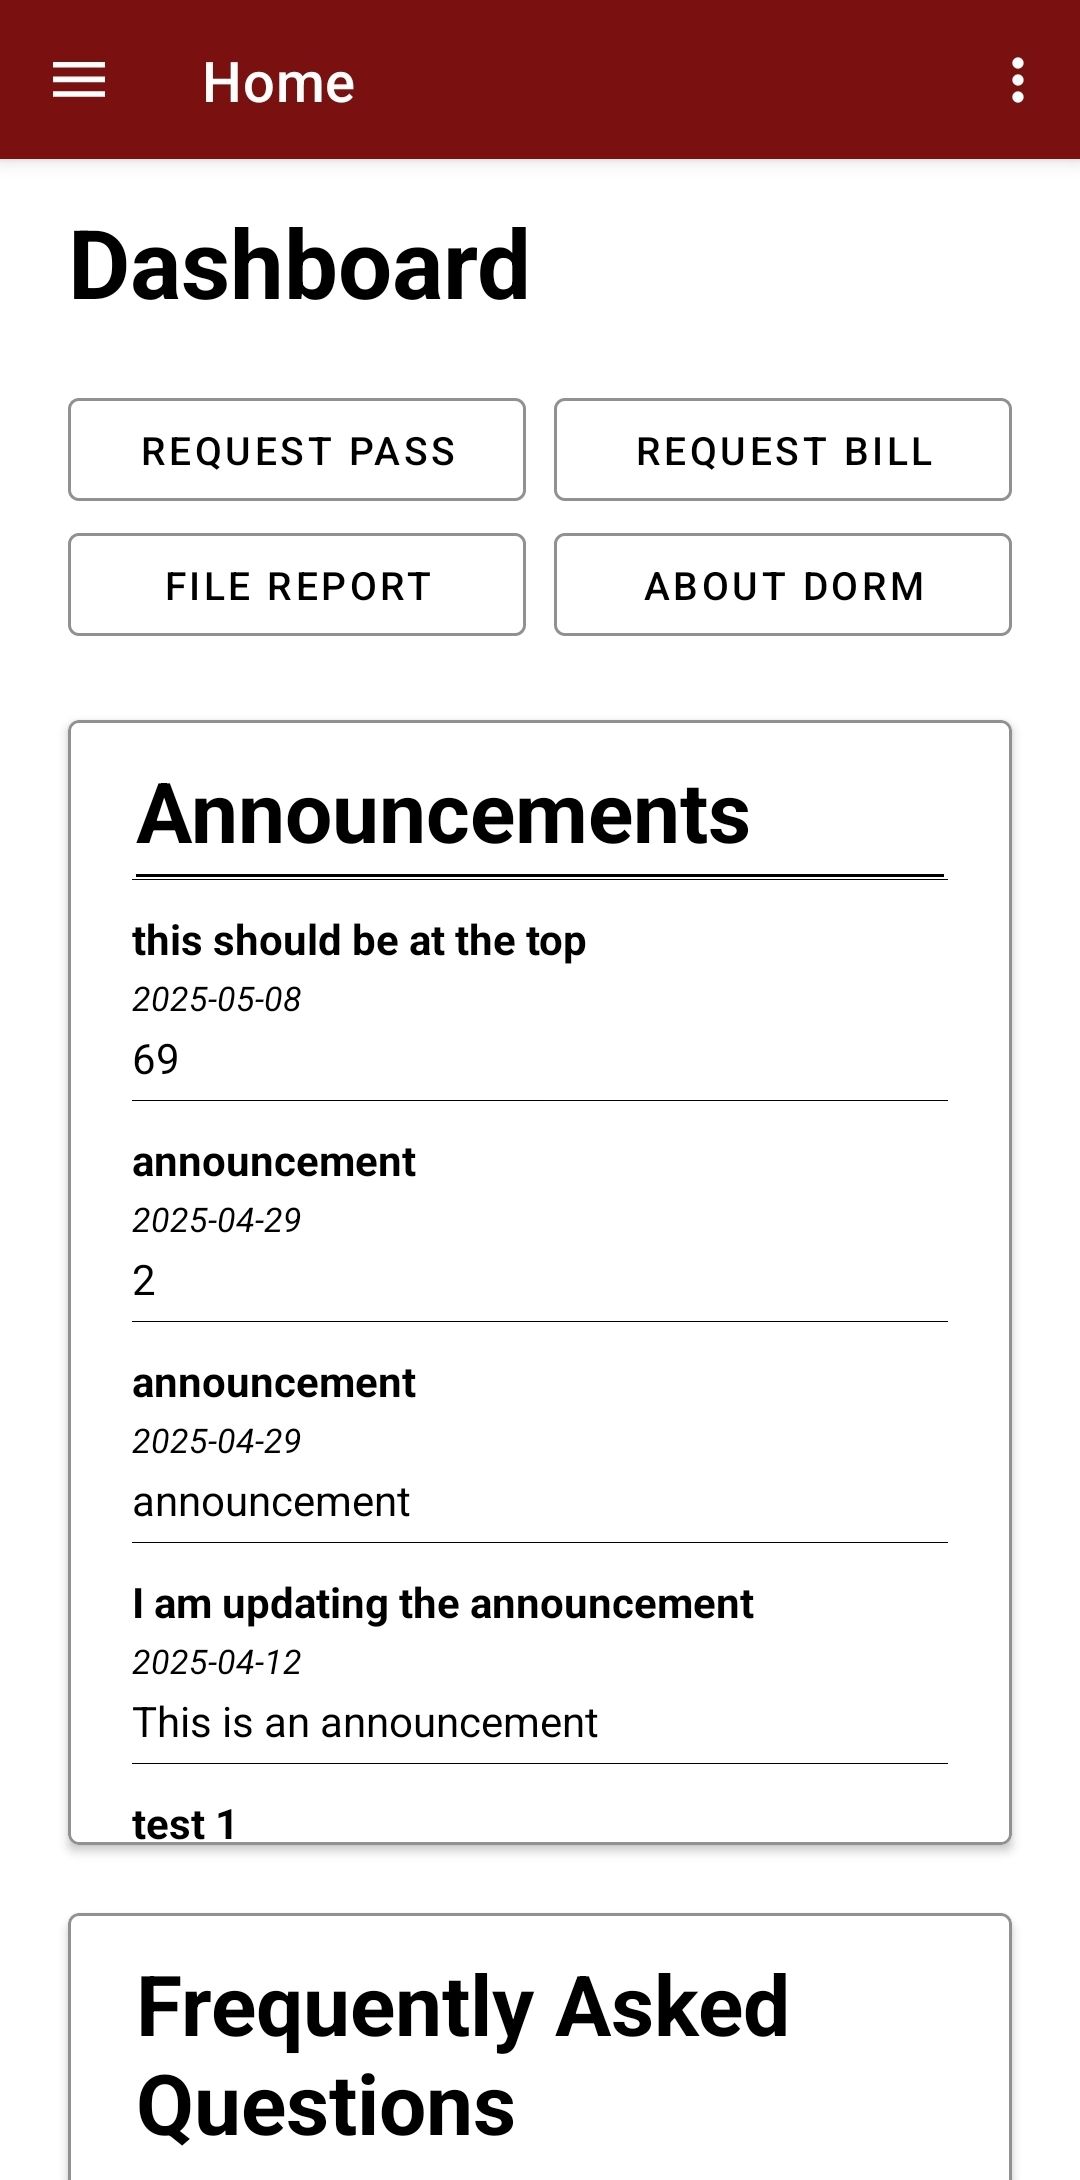 Home
Dashboard
REQUEST PASS
REQUEST BILL
FILE REPORT
ABOUT DORM
Announcements
this should be at the top
2025-05-08
69
announcement
2025-04-29
2
announcement
2025-04-29
announcement
I am updating the announcement
2025-04-12
This is an announcement
test 1
Frequently Asked
Questions